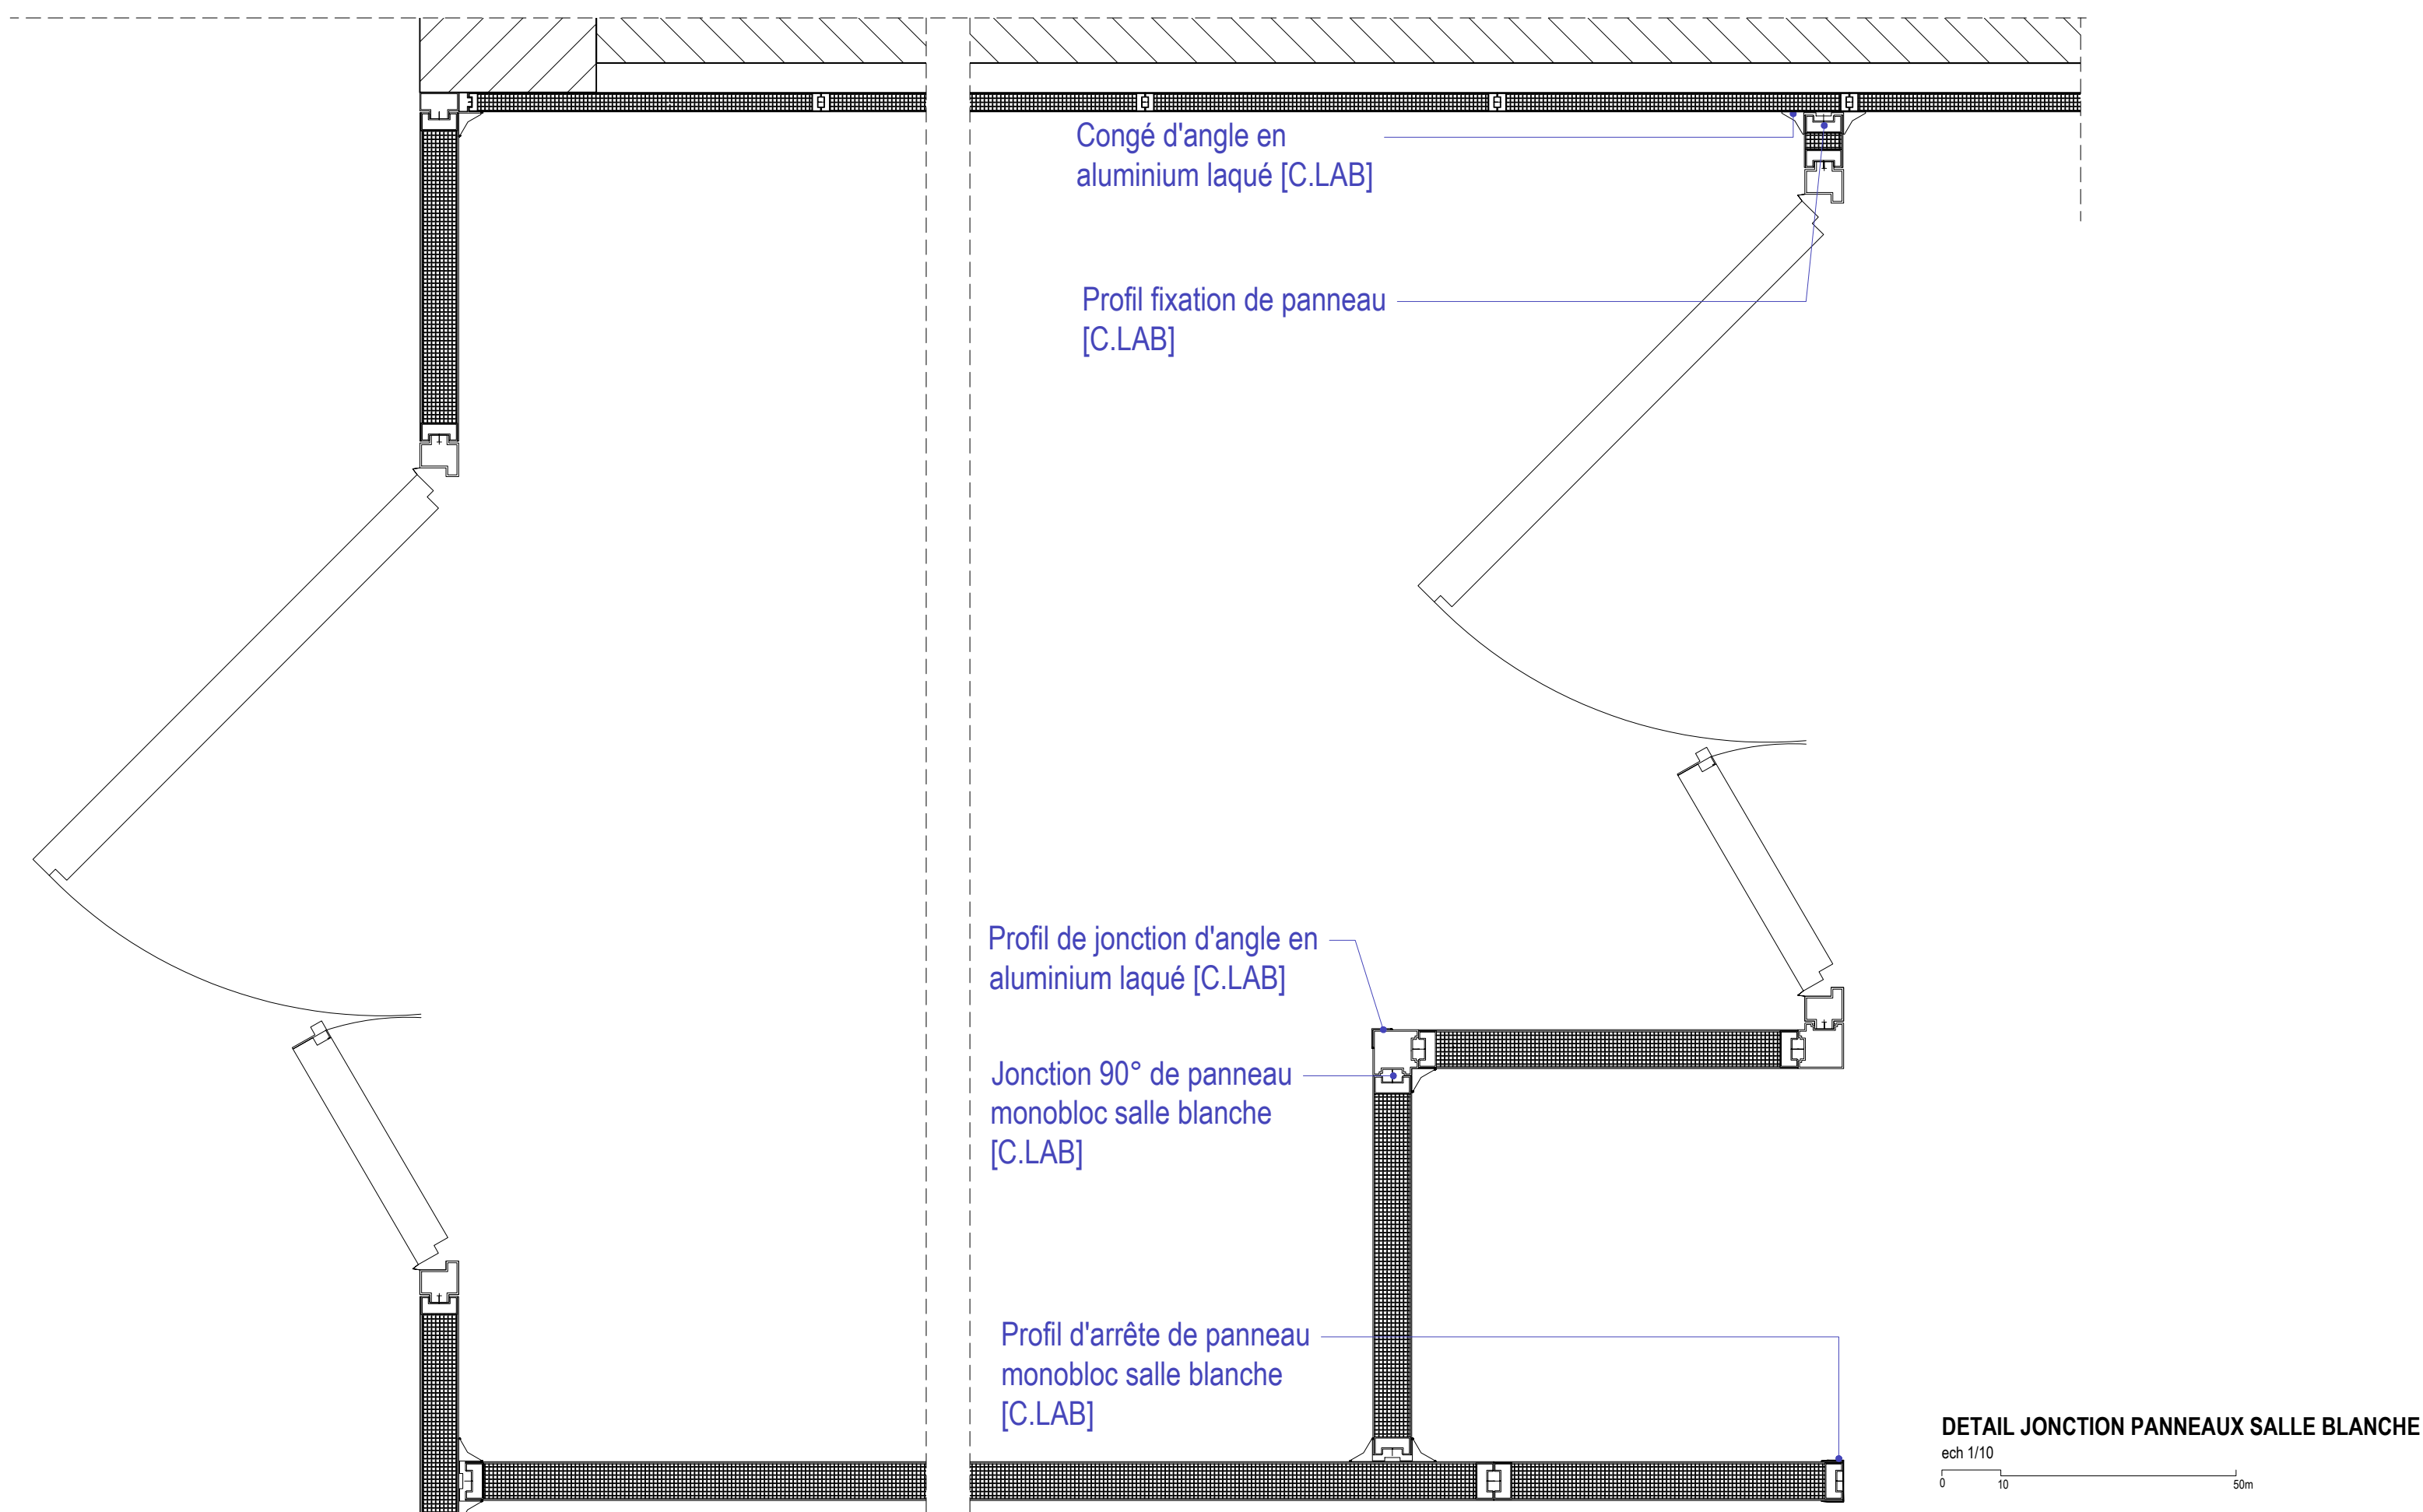 Congé d'angle en
aluminium laqué [C.LAB]
Profil fixation de panneau
[C.LAB]
Profil de jonction d'angle en
aluminium laqué [C.LAB]
Jonction 90° de panneau
monobloc salle blanche
[C.LAB]
Profil d'arrête de panneau
monobloc salle blanche
[C.LAB]
DETAIL JONCTION PANNEAUX SALLE BLANCHE
ech 1/10
0 10 50m